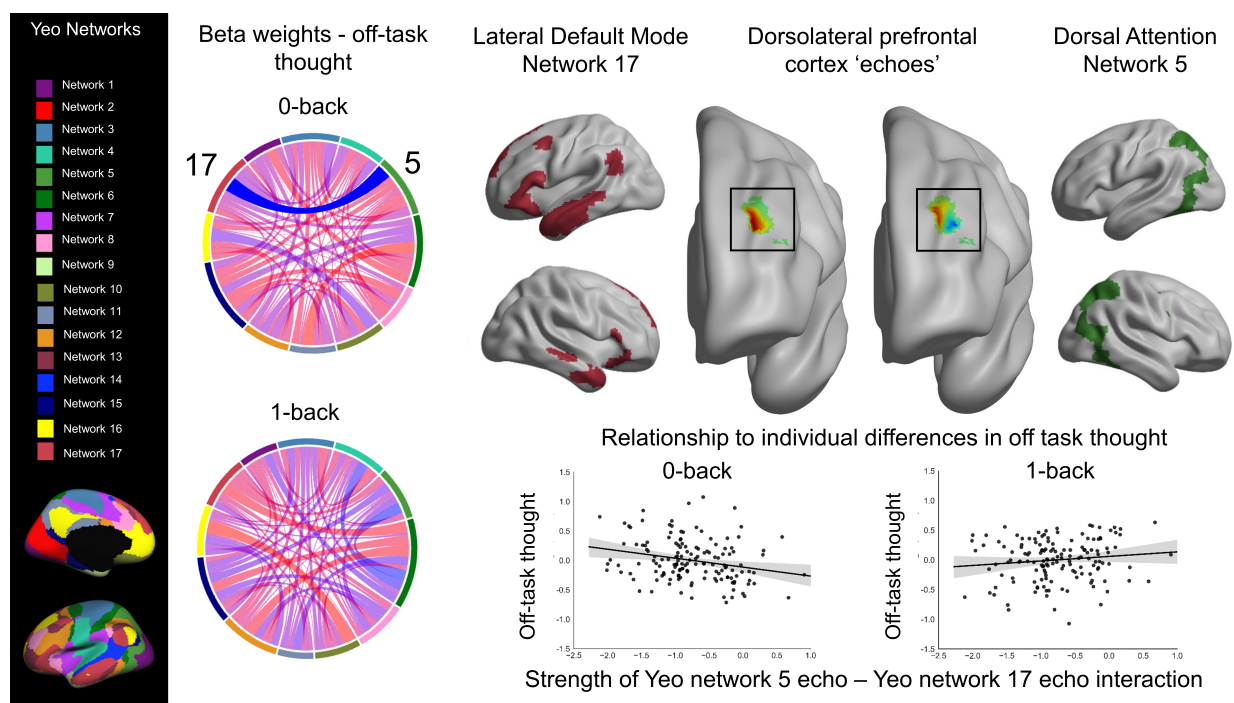 Yeo Networks
Network 1
Network 2
Network 3
Network 4
Network 5
Network 6
Network 7
Network 8
Network 9
Network 10
Network 11
Network 12
Network 13
Network 14
Network 15
Network 16
Network 17
Beta weights - off-task
thought
0-back
17
5
1-back
Lateral Default Mode
Network 17
Dorsolateral prefrontal
cortex ‘echoes’
Dorsal Attention
Network 5
Relationship to individual differences in off task thought
0-back
Off-task thought
1.5
1.0
0.5
0.0
-0.5
-1.0
-1.5
−2.5
−2.0
−1.5
−1.0
−0.5
0.0
0.5
1.0
1-back
Off-task thought
1.5
1.0
0.5
0.0
-0.5
-1.0
-1.5
−2.5
−2.0
−1.5
−1.0
−0.5
0.0
0.5
1.0
Strength of Yeo network 5 echo – Yeo network 17 echo interaction